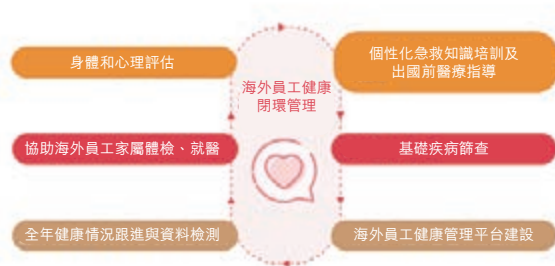 身體和心理評估
個性化急救知識培訓及
出國前醫療指導
海外員工健康
閉環管理
協助海外員工家屬體檢、就醫
基礎疾病篩查
全年健康情況跟進與資料檢測
海外員工健康管理平台建設